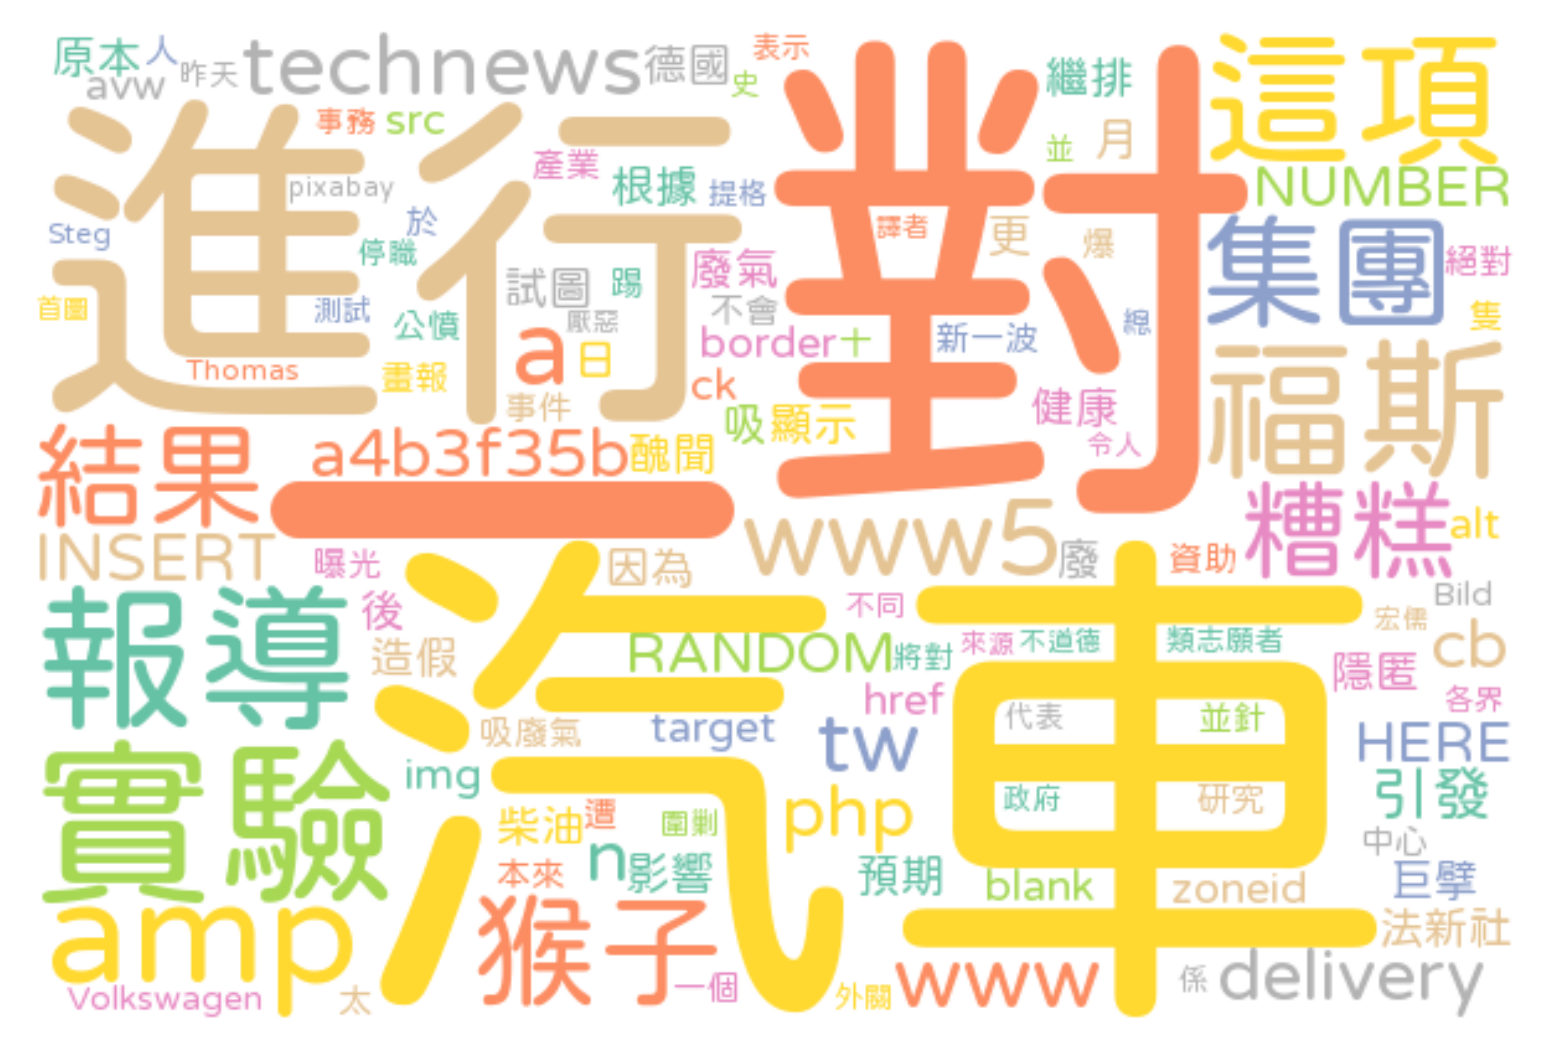 原本 人 technews 德國 表示 繼排 這項
avw 昨天 史
進行 對
事務 src 並 月
產業 根據 提格 NUMBER
pixabay
Steg 於 譯者 更 爆 集團 絕對
停職 廢氣
首圖 測試 公憤 試圖 踢 不會 隻
厭惡 border 十 新一波 總
a 日 福斯
Thomas 畫報 ck 健康
事件 吸 顯示 令人
結果 a4b3f35b 醜聞
一 糟糕 alt
INSERT 曝光 因為 www5 廢 資助
汽車
報導 後 不同 Bild
造假 RANDOM 將對 來源 不道德 類志願者 宏儒 cb
隱匿
href 各界
吸廢氣 target tw 代表 並針 HERE
實驗 img 政府 研究 引發
柴油 遭 圍剿 php 中心
本來 n 影響 預期 blank zoneid 巨擘
amp 猴子 法新社
Volkswagen 太 一個 外關 www 係 delivery